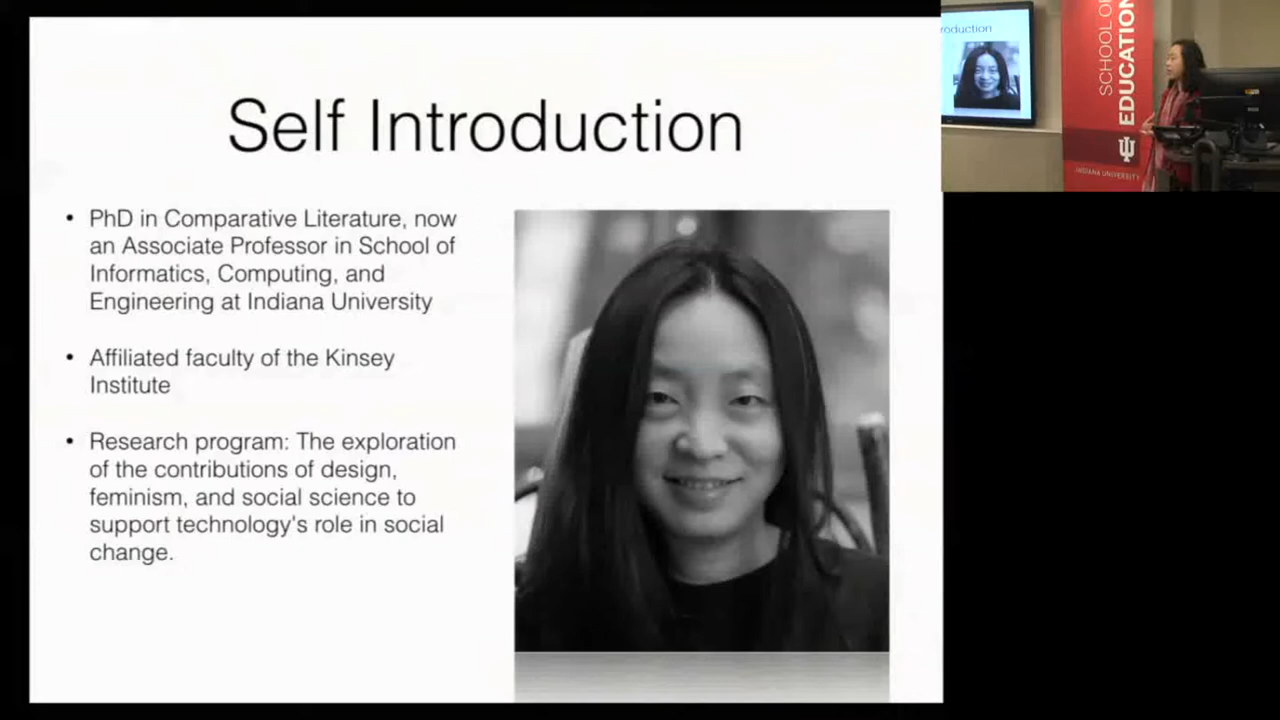 Self Introduction
• PhD in Comparative Literature, now
an Associate Professor in School of
Informatics, Computing, and
Engineering at Indiana University
• Affiliated faculty of the Kinsey
Institute
• Research program: The exploration
of the contributions of design,
feminism, and social science to
support technology's role in social
change.
roduction
SCHOOL OF
EDUCATION
INDIANA UNIVERSITY